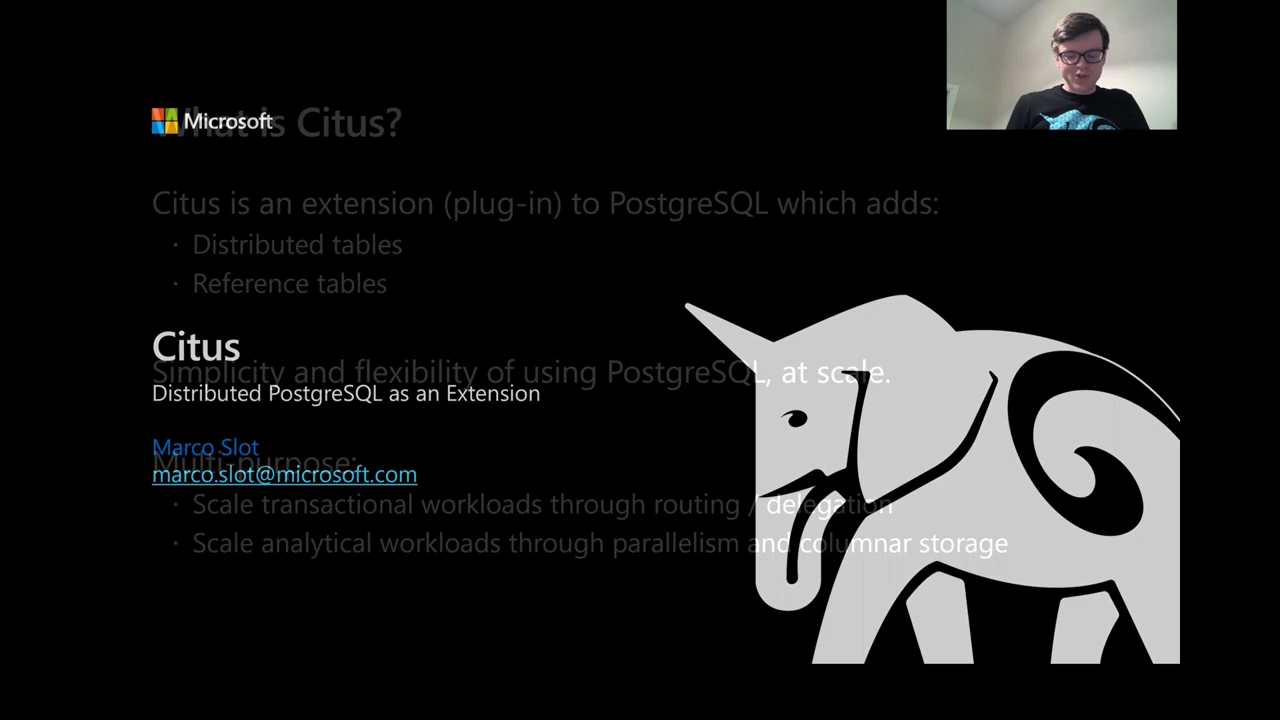 Microsoft
What is Citus?
Citus is an extension (plug-in) to PostgreSQL which adds:
· Distributed tables
· Reference tables
Citus
Simplicity and flexibility of using PostgreSQL, at scale.
Distributed PostgreSQL as an Extension
Marco Slot
Multi-purpose:
marco.slot@microsoft.com
· Scale transactional workloads through routing / delegation
· Scale analytical workloads through parallelism and columnar storage